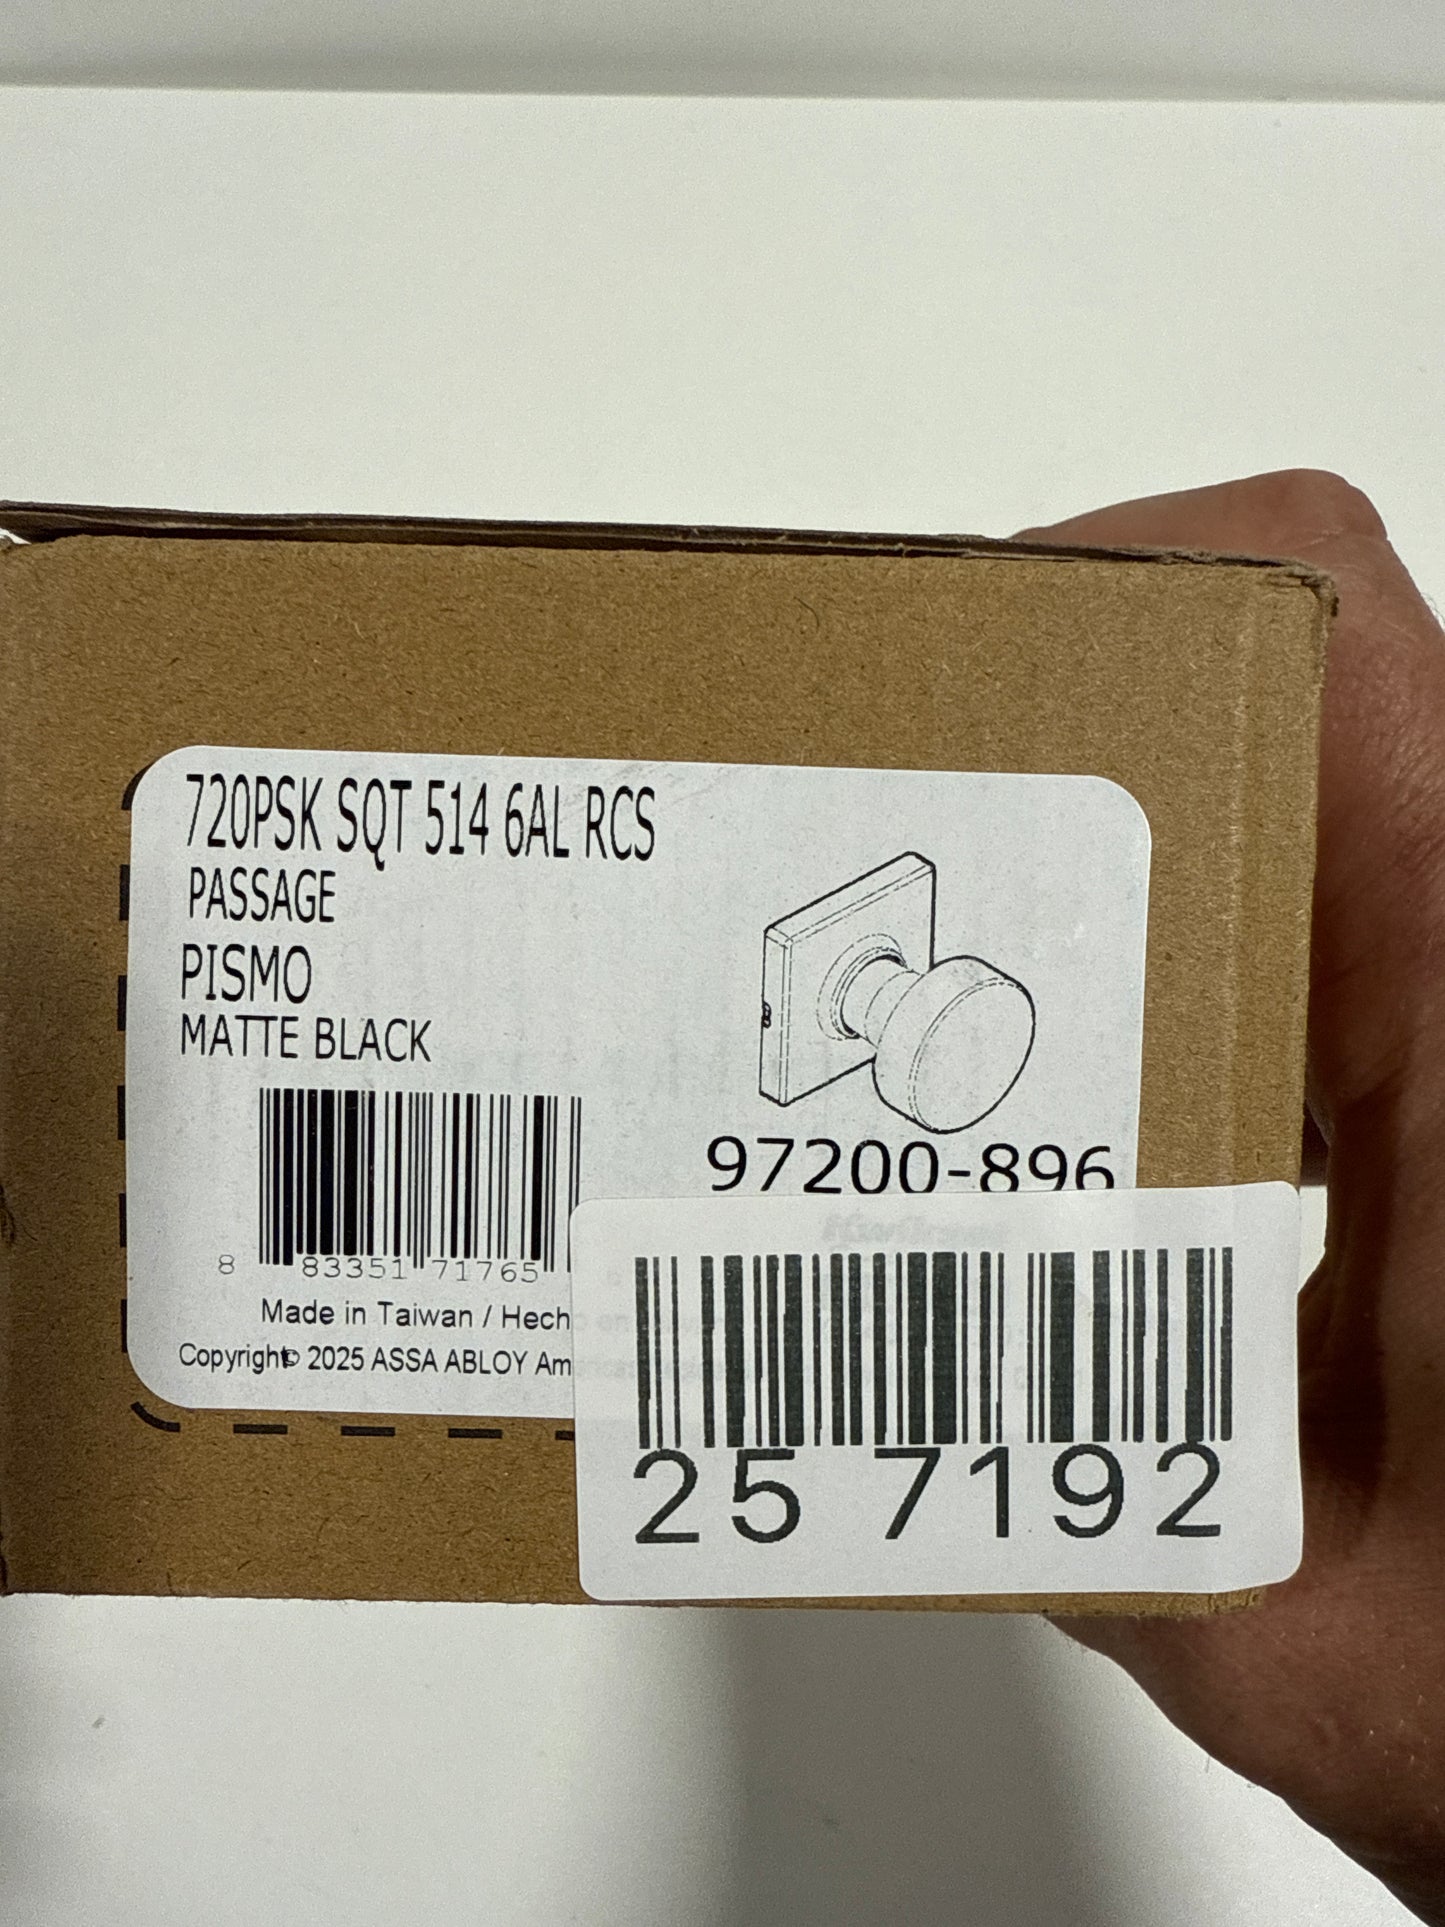 720PSK SQT 514 6AL RCS
PASSAGE
PISMO
MATTE BLACK
97200-896
8 83351 71765
Made in Taiwan / Hech
Copyright© 2025 ASSA ABLOY Am
25 7192